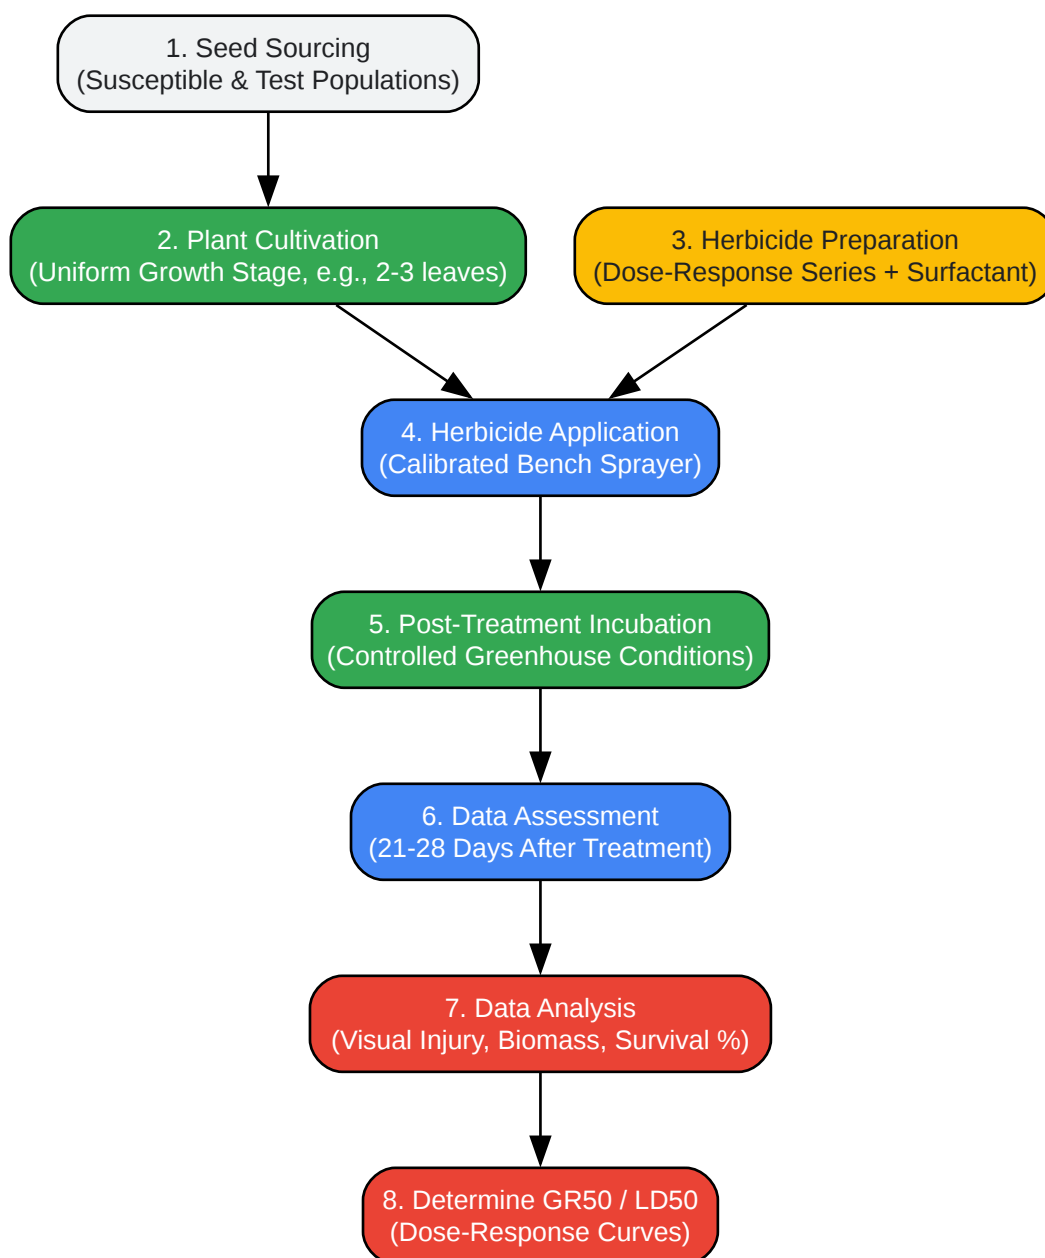 1. Seed Sourcing
(Susceptible & Test Populations)
2. Plant Cultivation
(Uniform Growth Stage, e.g., 2-3 leaves)
3. Herbicide Preparation
(Dose-Response Series + Surfactant)
4. Herbicide Application
(Calibrated Bench Sprayer)
5. Post-Treatment Incubation
(Controlled Greenhouse Conditions)
6. Data Assessment
(21-28 Days After Treatment)
7. Data Analysis
(Visual Injury, Biomass, Survival %)
8. Determine GR50 / LD50
(Dose-Response Curves)